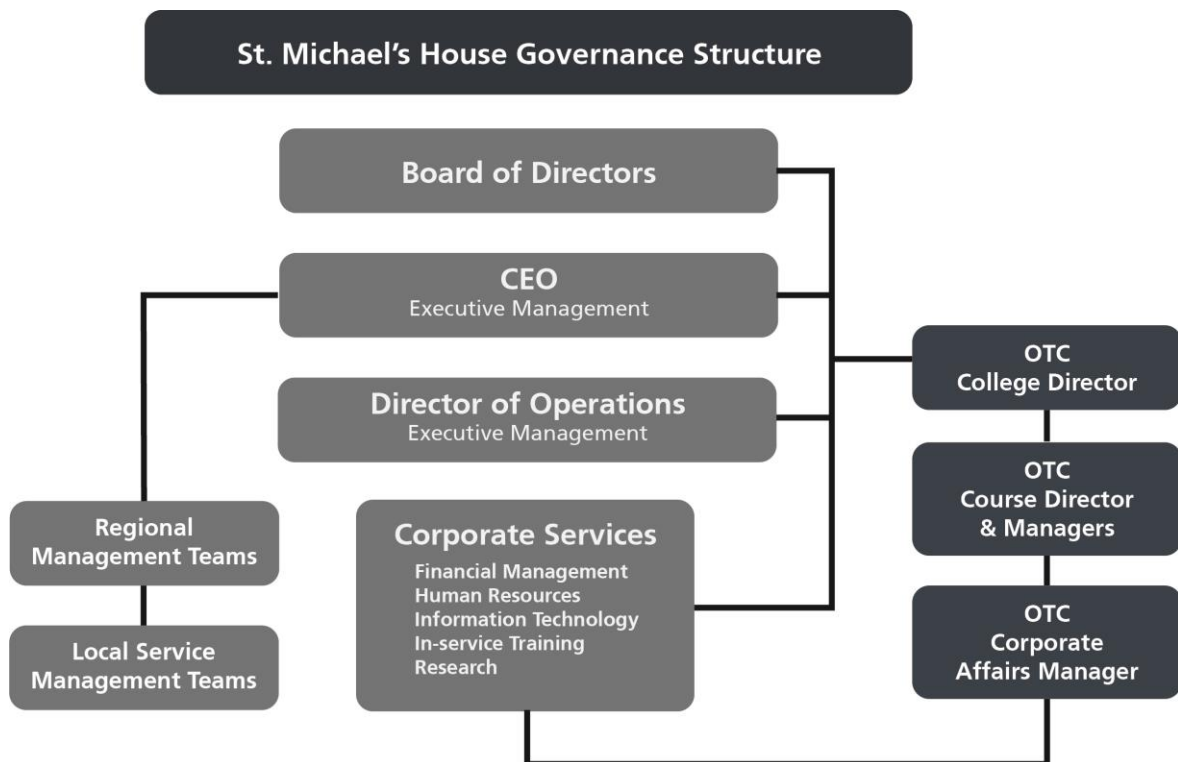 St. Michael's House Governance Structure
Board of Directors
CEO
Executive Management
Director of Operations
Executive Management
Regional
Management Teams
Local Service
Management Teams
Corporate Services
Financial Management
Human Resources
Information Technology
In-service Training
Research
OTC
College Director
OTC
Course Director
& Managers
OTC
Corporate
Affairs Manager